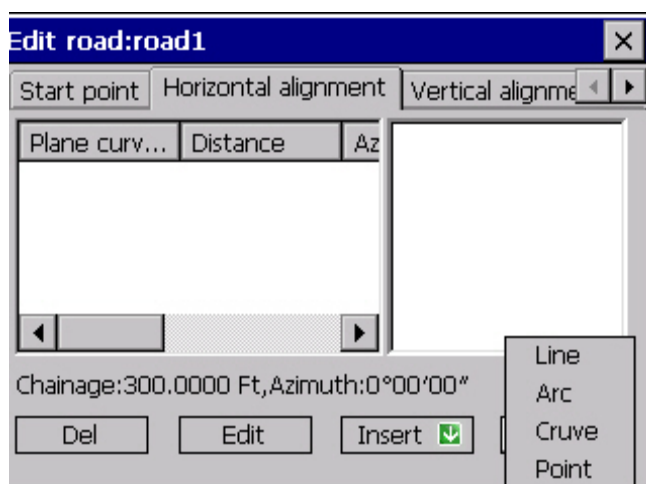 Edit road:road1
Start point Horizontal alignment Vertical alignme
Plane curv... Distance Az
Chainage:300.0000 Ft,Azimuth:0°00'00"
Del Edit Insert
Line
Arc
Cruve
Point